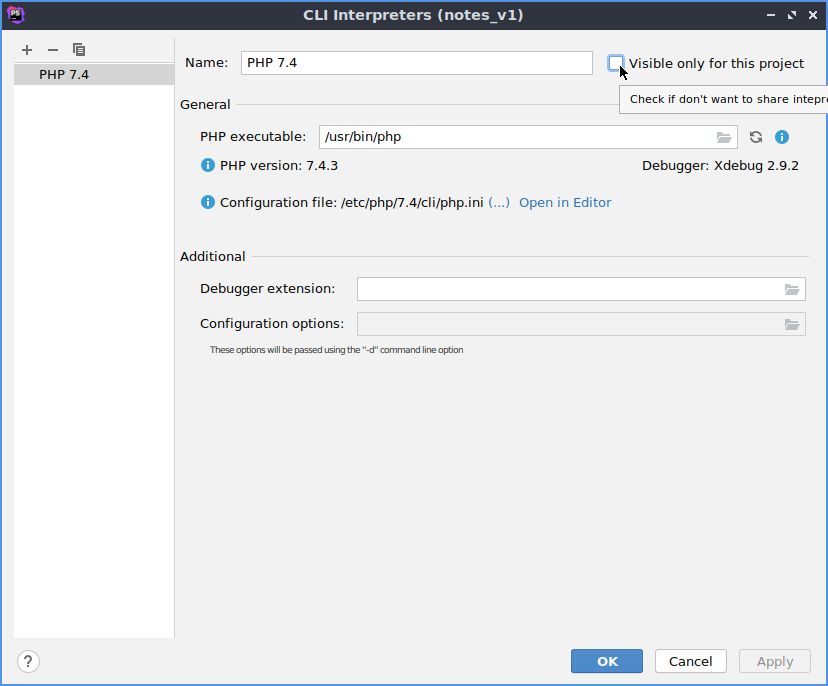 CLI Interpreters (notes_v1)
PHP 7.4
Name: PHP 7.4 Visible only for this project
Check if don't want to share intepre
General
PHP executable: /usr/bin/php
PHP version: 7.4.3 Debugger: Xdebug 2.9.2
Configuration file: /etc/php/7.4/cli/php.ini (...) Open in Editor
Additional
Debugger extension:
Configuration options:
These options will be passed using the "-d" command line option
? OK Cancel Apply